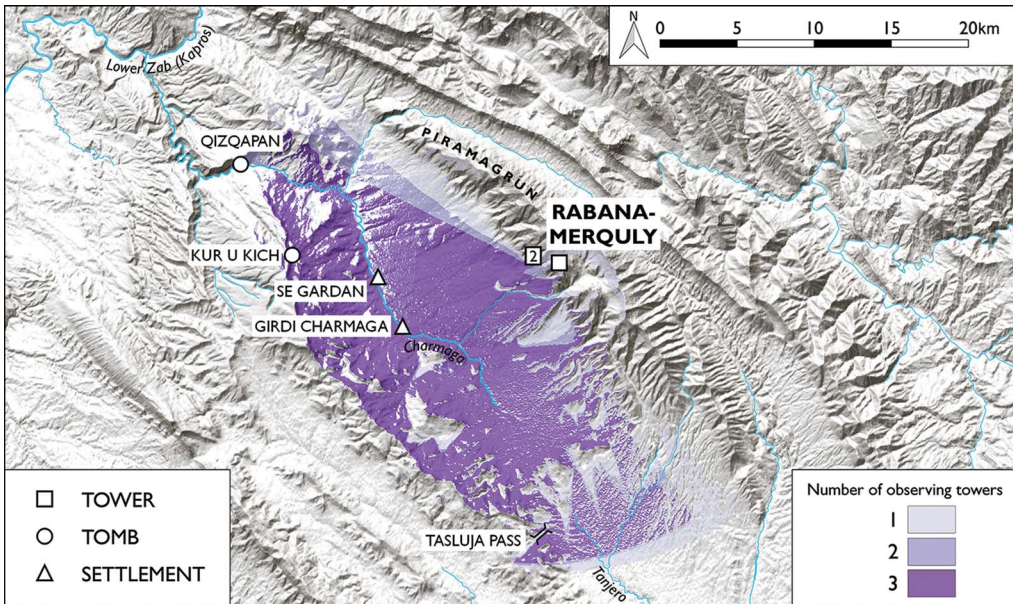 N
0 5 10 15 20km
Lower Zab (Kapros)
QIZQAPAN
PIRAMAGRUN
RABANA-
MERQULY
2
KUR U KICH
SE GARDAN
GIRDI CHARMAGA
Charmaga
TASLUJA PASS
Tanjero
TOWER
TOMB
SETTLEMENT
Number of observing towers
1
2
3